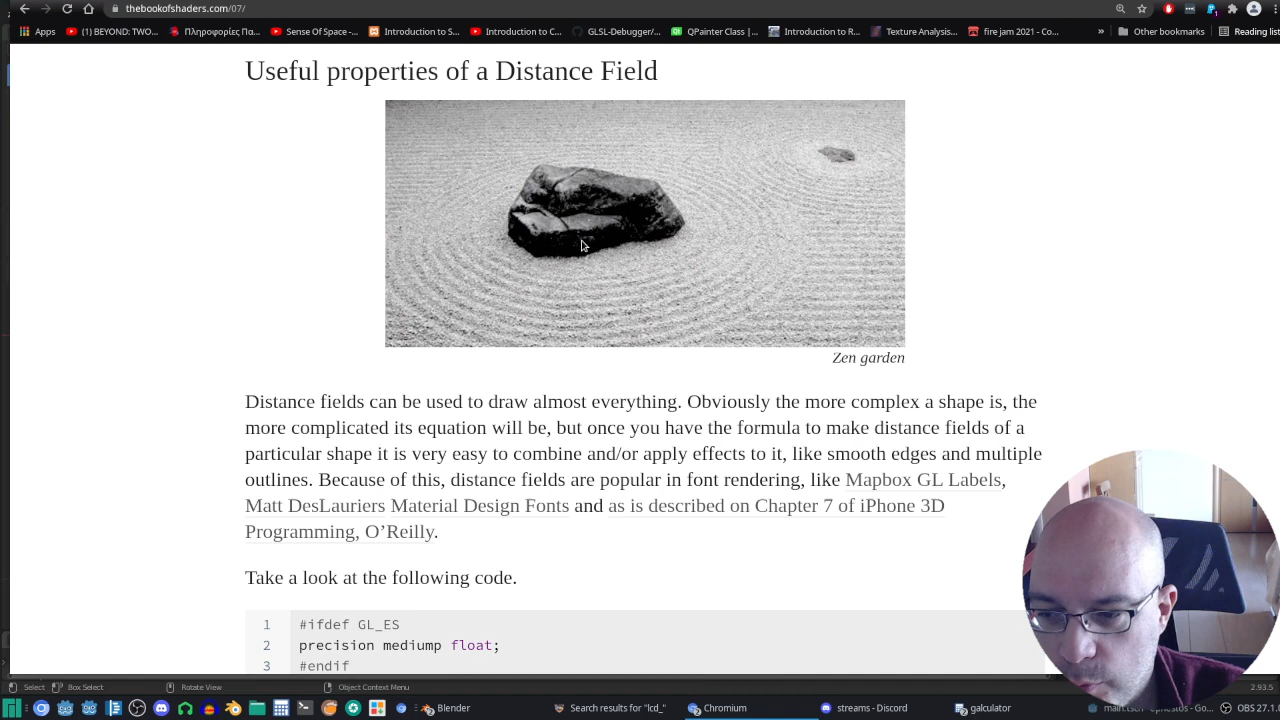 thebookofshaders.com/07/
Apps (1) BEYOND: TWO... Πληροφορίες Πα... Sense Of Space -... Introduction to S... Introduction to C... GLSL-Debugger/... QPainter Class |... Introduction to R... Texture Analysis... fire jam 2021 - Co... » Other bookmarks Reading list
Useful properties of a Distance Field
Zen garden
Distance fields can be used to draw almost everything. Obviously the more complex a shape is, the
more complicated its equation will be, but once you have the formula to make distance fields of a
particular shape it is very easy to combine and/or apply effects to it, like smooth edges and multiple
outlines. Because of this, distance fields are popular in font rendering, like Mapbox GL Labels,
Matt DesLauriers Material Design Fonts and as is described on Chapter 7 of iPhone 3D
Programming, O’Reilly.
Take a look at the following code.
1 #ifdef GL_ES
2 precision mediump float;
3 #endif
Select Box Select Rotate View Object Context Menu 2.93.5
Blender Search results for "lcd_" Chromium streams - Discord galculator OBS 27.1.